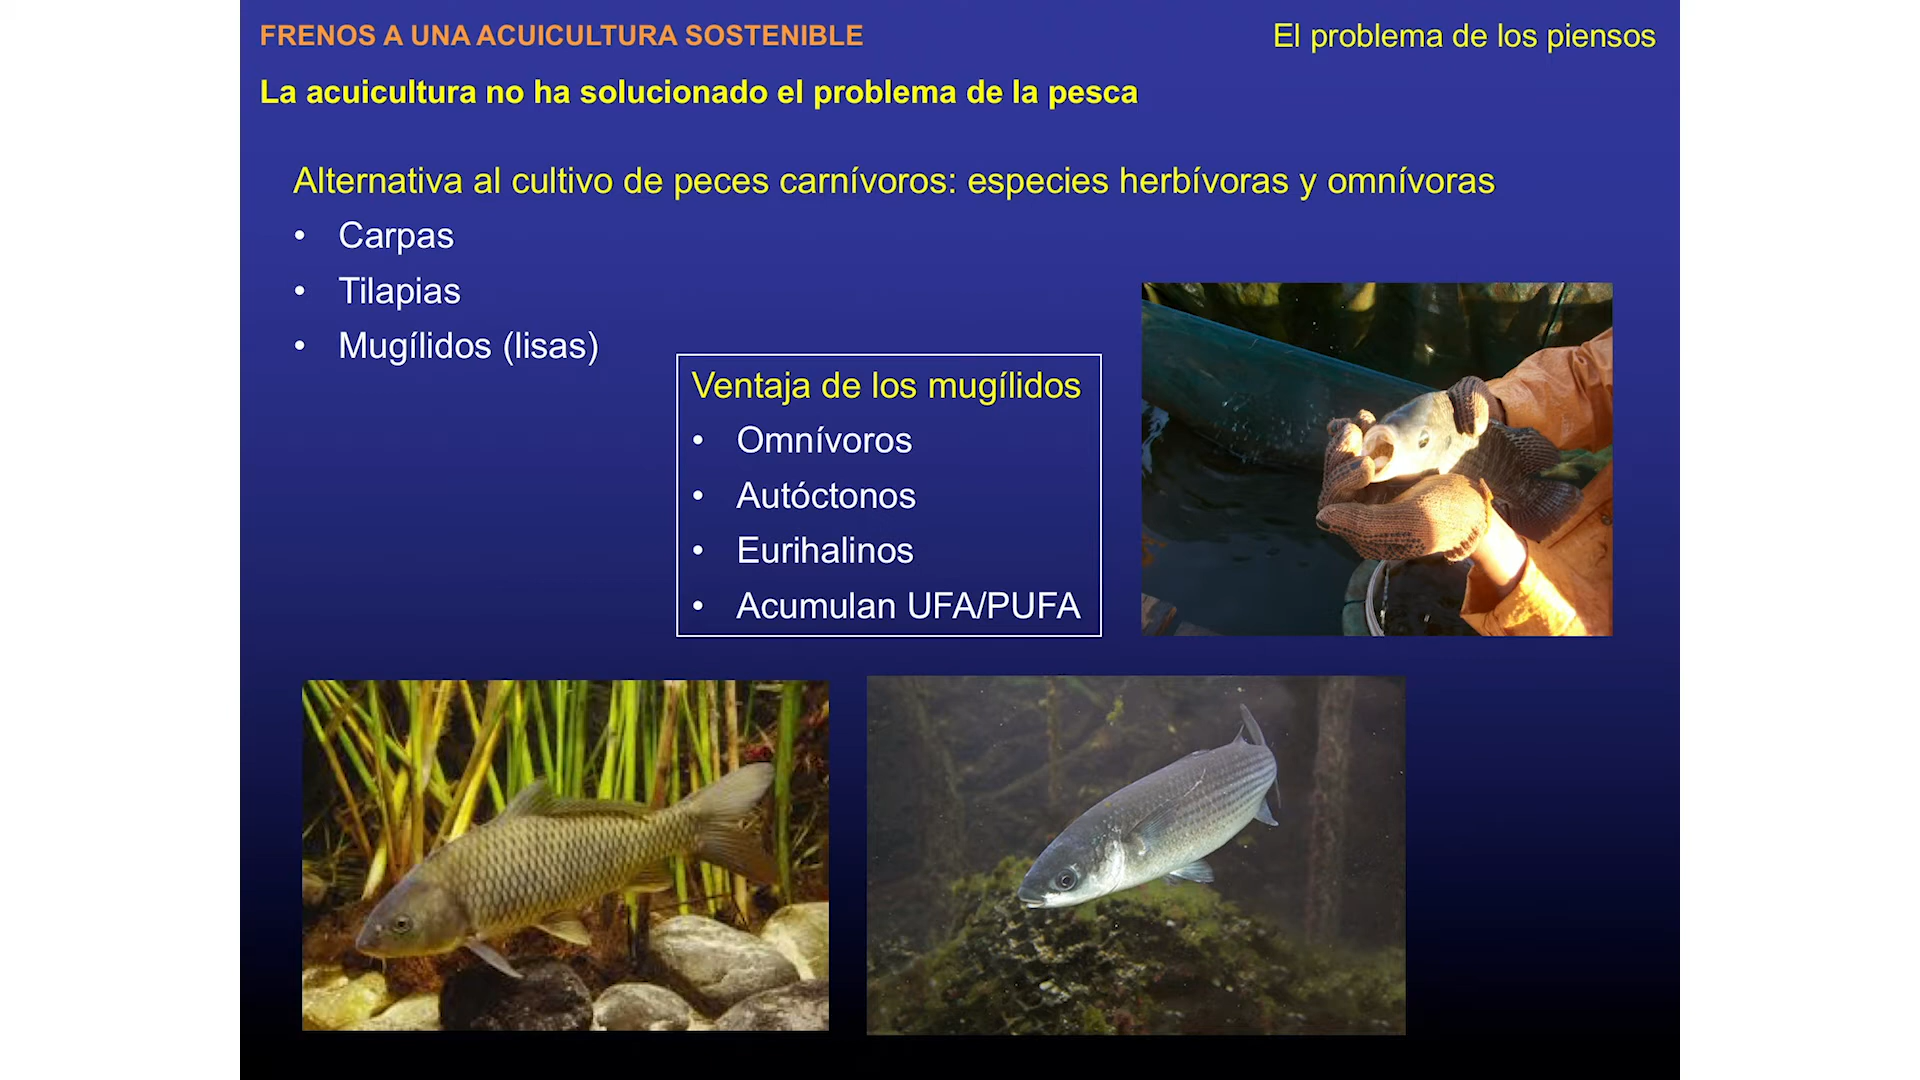 FRENOS A UNA ACUICULTURA SOSTENIBLE
El problema de los piensos
La acuicultura no ha solucionado el problema de la pesca
Alternativa al cultivo de peces carnívoros: especies herbívoras y omnívoras
• Carpas
• Tilapias
• Mugílidos (lisas)
Ventaja de los mugílidos
• Omnívoros
• Autóctonos
• Eurihalinos
• Acumulan UFA/PUFA